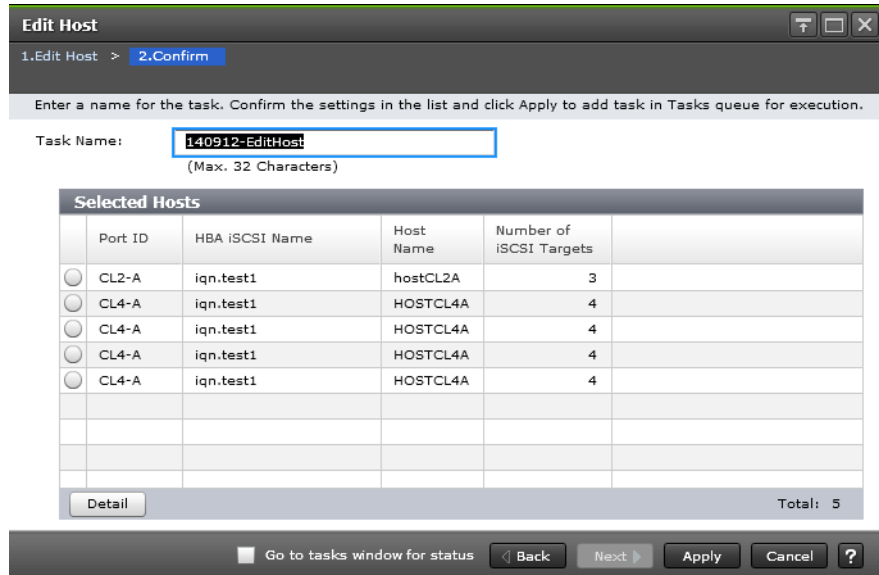 Edit Host
1.Edit Host > 2.Confirm
Enter a name for the task. Confirm the settings in the list and click Apply to add task in Tasks queue for execution.
Task Name: 140912-EditHost
(Max. 32 Characters)
Selected Hosts
Port ID HBA iSCSI Name Host Name Number of iSCSI Targets
CL2-A iqn.test1 hostCL2A 3
CL4-A iqn.test1 HOSTCL4A 4
CL4-A iqn.test1 HOSTCL4A 4
CL4-A iqn.test1 HOSTCL4A 4
CL4-A iqn.test1 HOSTCL4A 4
Detail Total: 5
Go to tasks window for status Back Next Apply Cancel ?